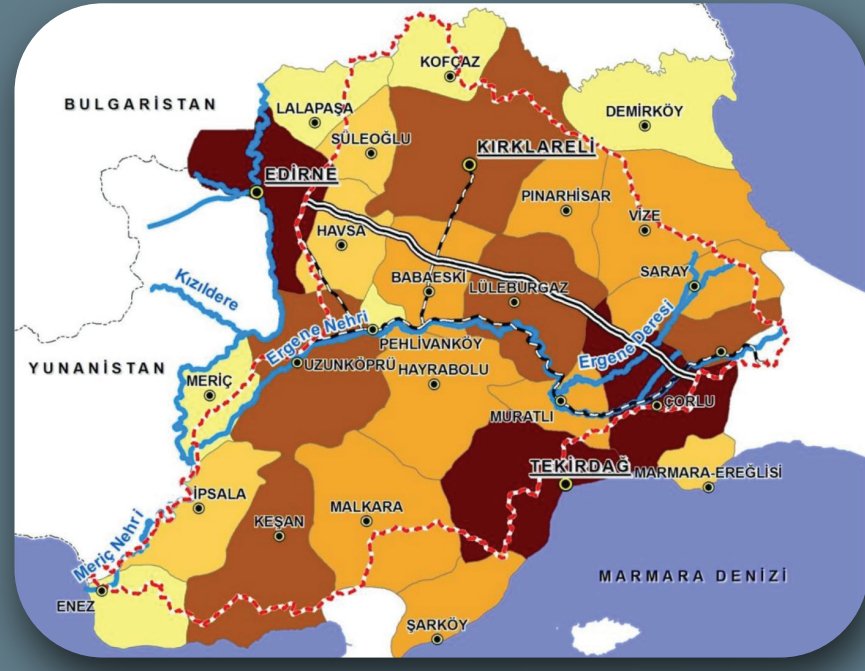 KOFÇAZ
BULGARİSTAN
LALAPAŞA
DEMİRKÖY
SÜLEOĞLU
KIRKLARELİ
EDİRNE
PINARHİSAR
VİZE
HAVSA
SARAY
BABAESKİ
LÜLEBURGAZ
Kızıldere
Ergene Nehri
Ergene Deresi
PEHLİVANKÖY
YUNANİSTAN
UZUNKÖPRÜ
HAYRABOLU
MERİÇ
MURATLI
ÇORLU
TEKİRDAĞ
MARMARA-EREĞLİSİ
İPSALA
MALKARA
KEŞAN
Meriç Nehri
MARMARA DENİZİ
ENEZ
ŞARKÖY